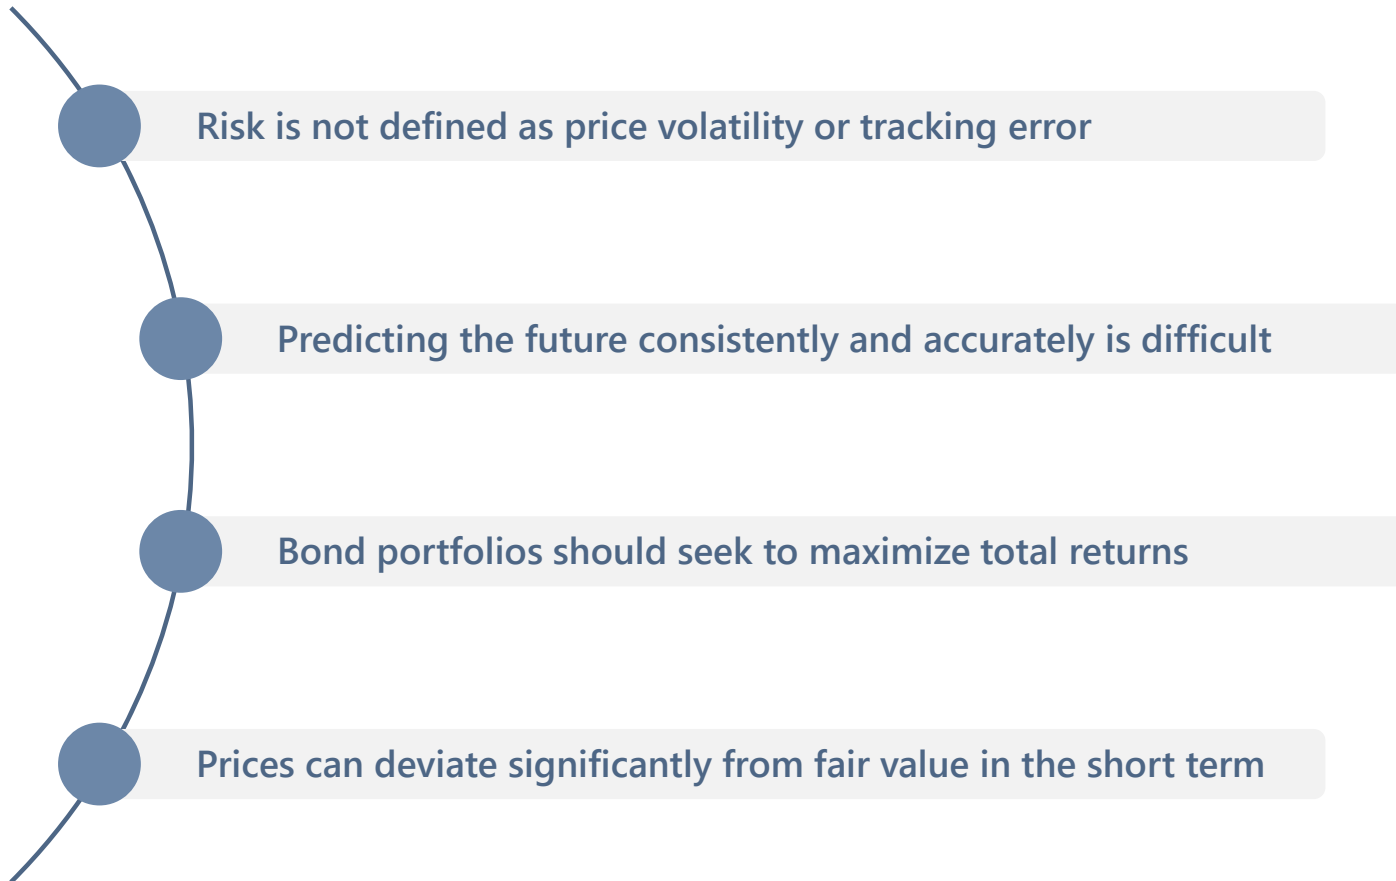 Risk is not defined as price volatility or tracking error
Predicting the future consistently and accurately is difficult
Bond portfolios should seek to maximize total returns
Prices can deviate significantly from fair value in the short term